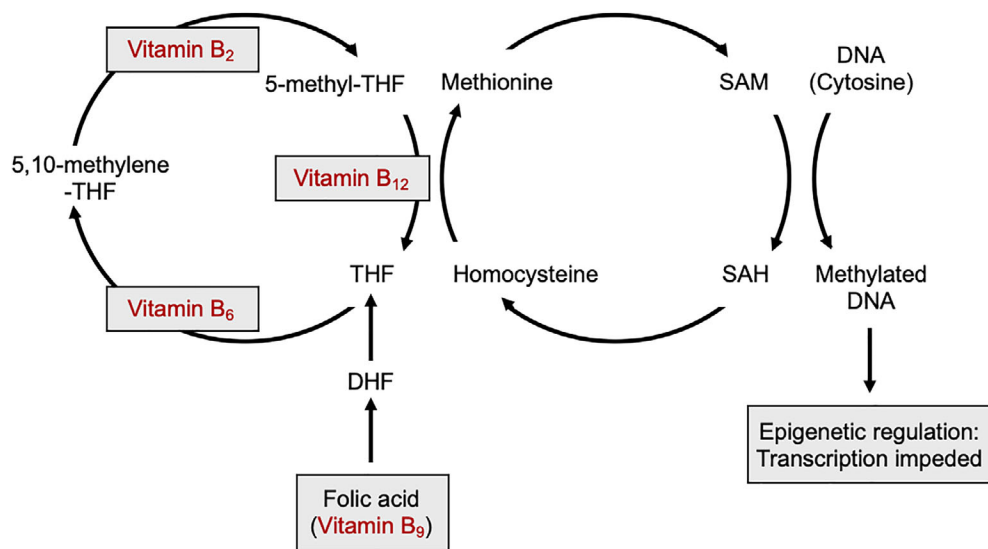 Vitamin B₂
5-methyl-THF
Methionine
SAM
DNA
(Cytosine)
5,10-methylene
-THF
Vitamin B₁₂
THF
Homocysteine
SAH
Methylated
DNA
Vitamin B₆
DHF
Epigenetic regulation:
Transcription impeded
Folic acid
(Vitamin B₉)